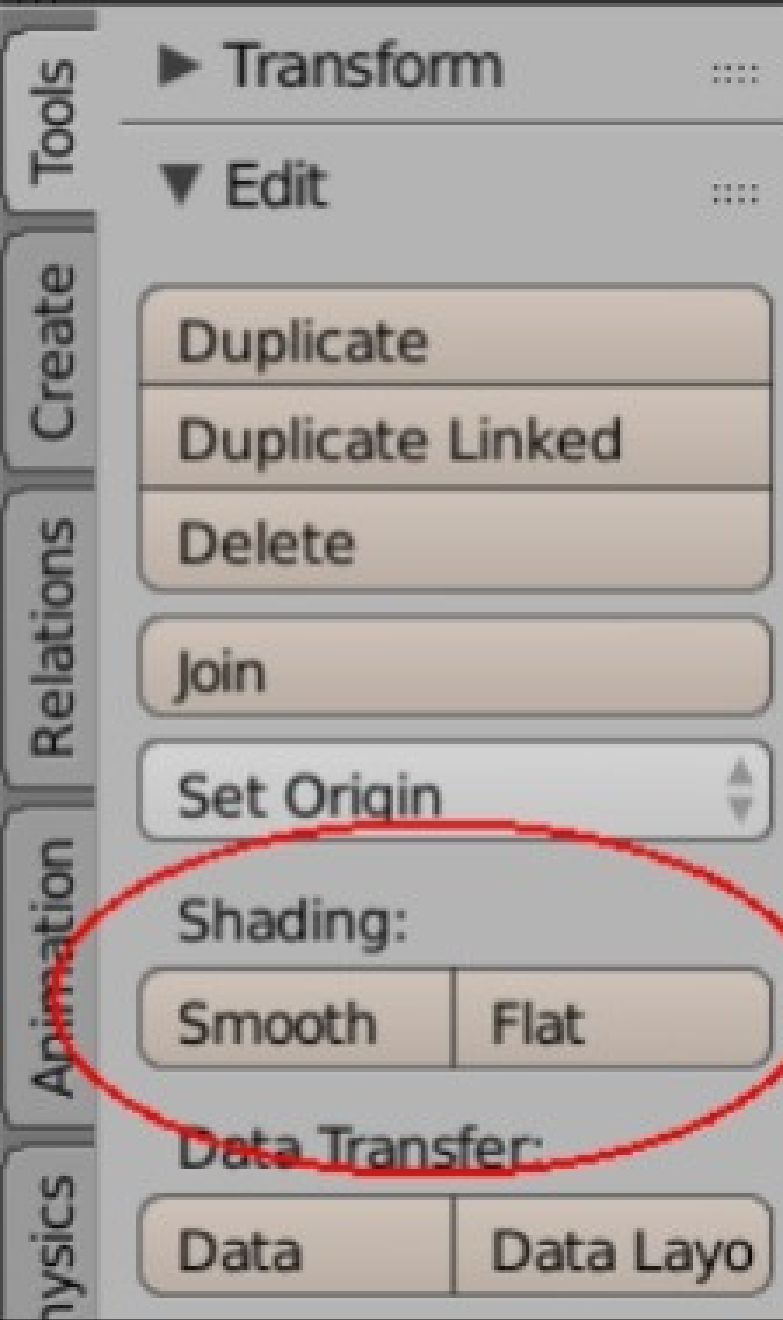 Tools
Create
Relations
Animation
Transform
Edit
Duplicate
Duplicate Linked
Delete
Join
Set Origin
Shading:
Smooth Flat
Data Transfer:
Data Data Layo
hysics